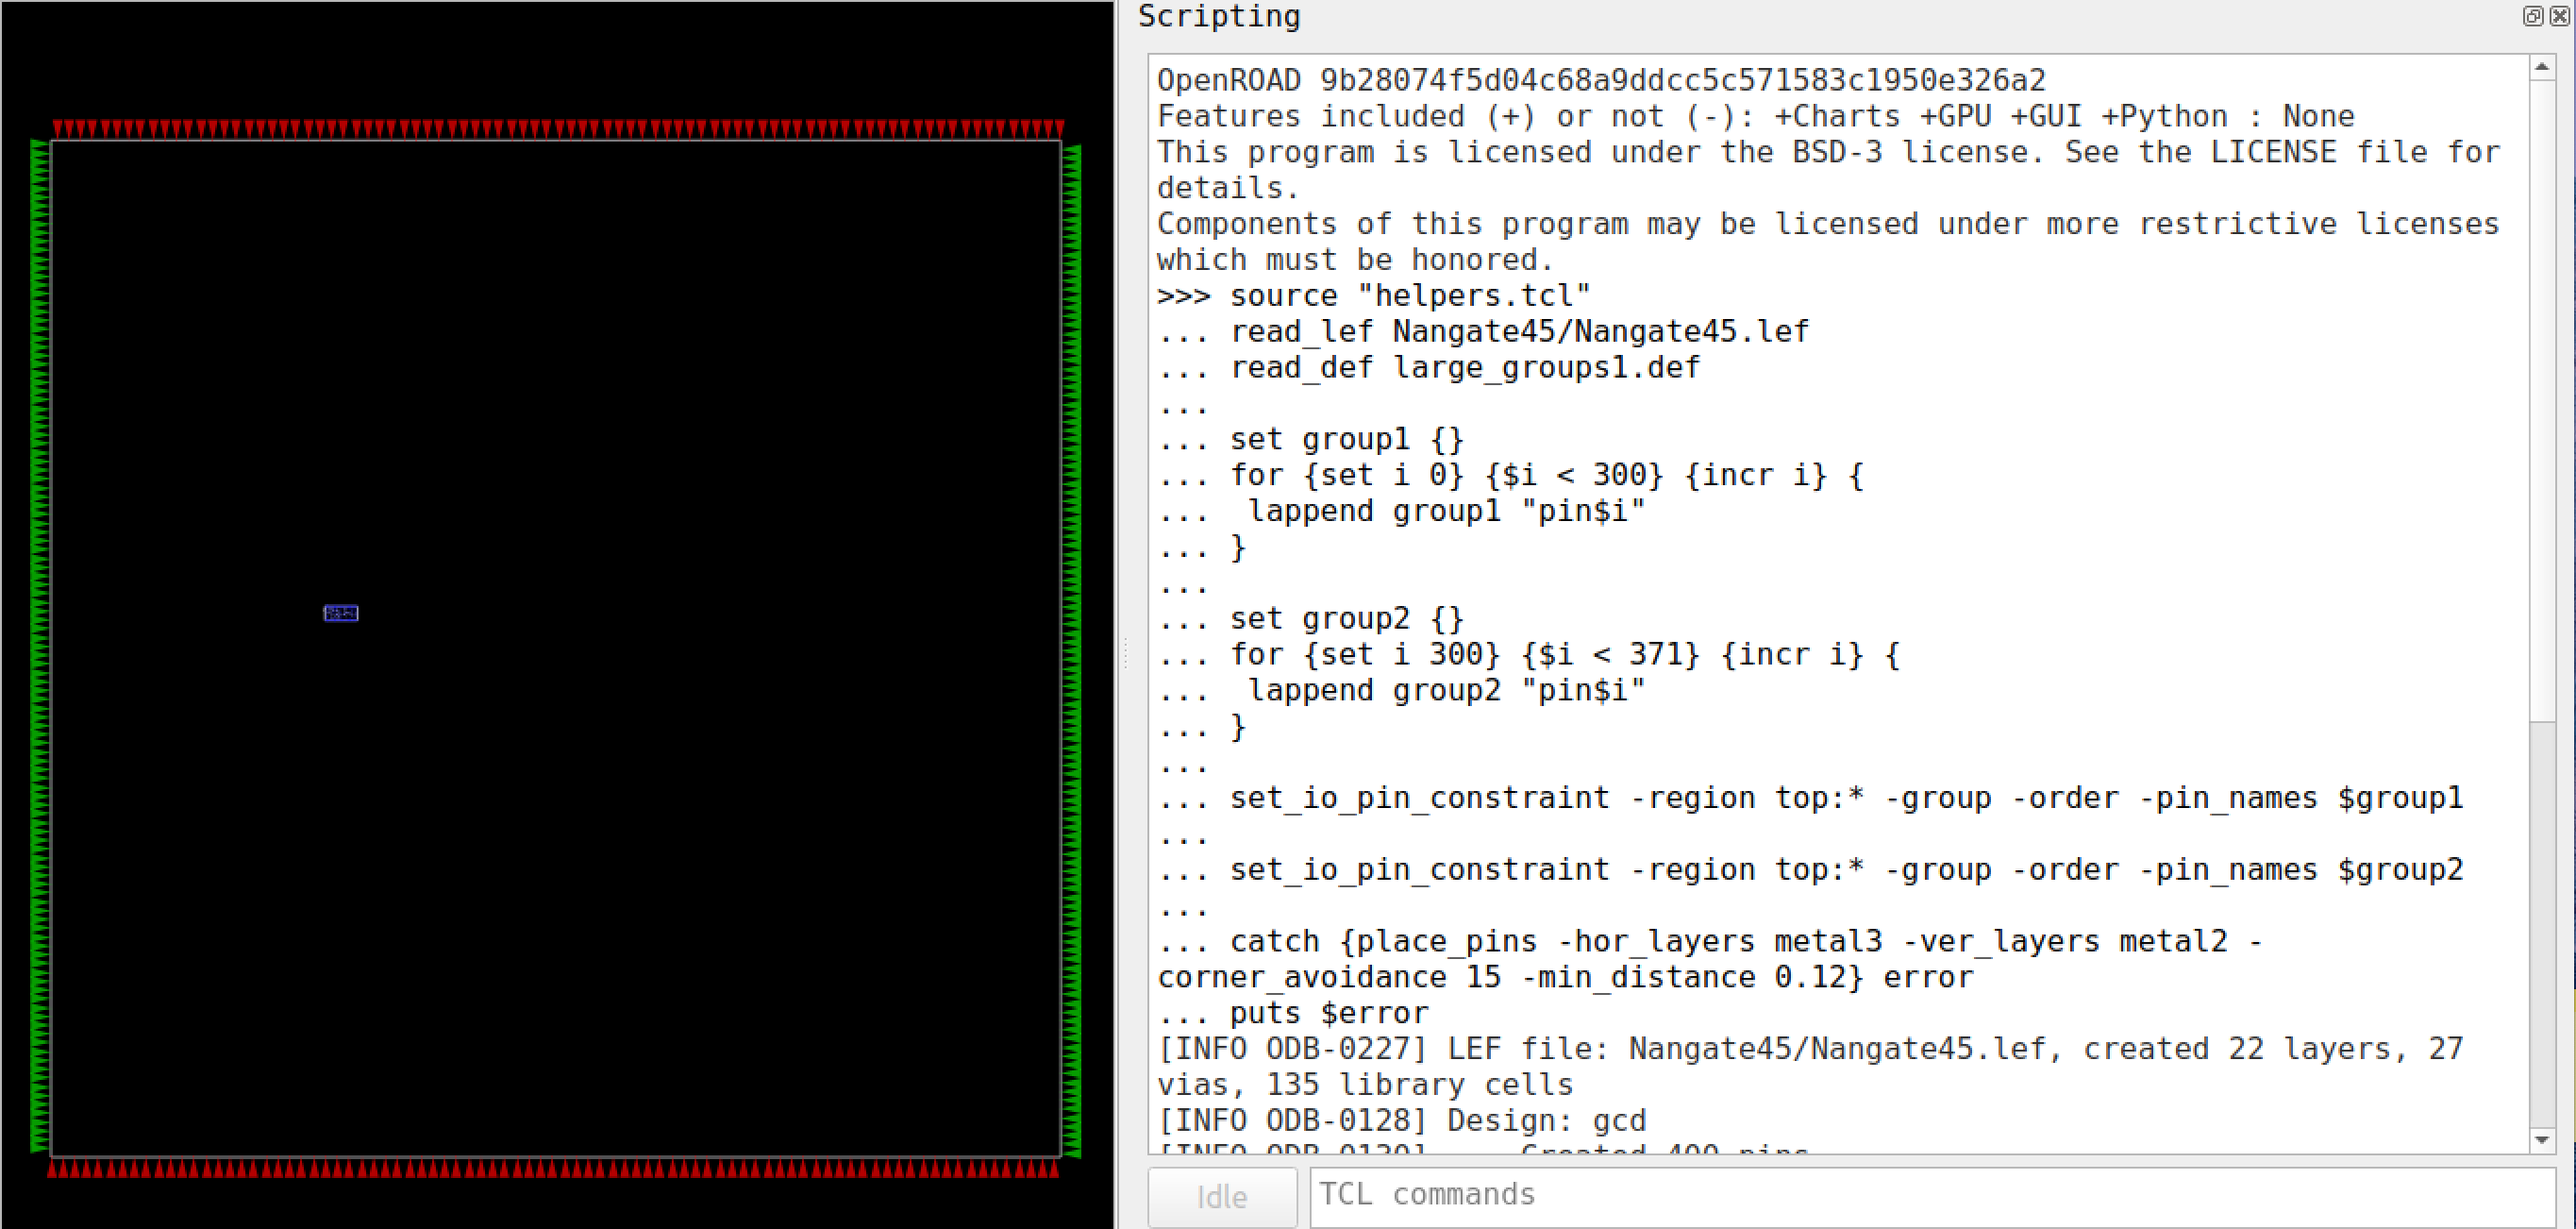 Scripting
OpenROAD 9b28074f5d04c68a9ddcc5c571583c1950e326a2
Features included (+) or not (-): +Charts +GPU +GUI +Python : None
This program is licensed under the BSD-3 license. See the LICENSE file for
details.
Components of this program may be licensed under more restrictive licenses
which must be honored.
>>> source "helpers.tcl"
... read_lef Nangate45/Nangate45.lef
... read_def large_groups1.def
...
... set group1 {}
... for {set i 0} {$i < 300} {incr i} {
...  lappend group1 "pin$i"
... }
...
... set group2 {}
... for {set i 300} {$i < 371} {incr i} {
...  lappend group2 "pin$i"
... }
...
... set_io_pin_constraint -region top:* -group -order -pin_names $group1
...
... set_io_pin_constraint -region top:* -group -order -pin_names $group2
...
... catch {place_pins -hor_layers metal3 -ver_layers metal2 -
corner_avoidance 15 -min_distance 0.12} error
... puts $error
[INFO ODB-0227] LEF file: Nangate45/Nangate45.lef, created 22 layers, 27
vias, 135 library cells
[INFO ODB-0128] Design: gcd
[INFO ODB-0130]     Created 400 pins.
Idle
TCL commands